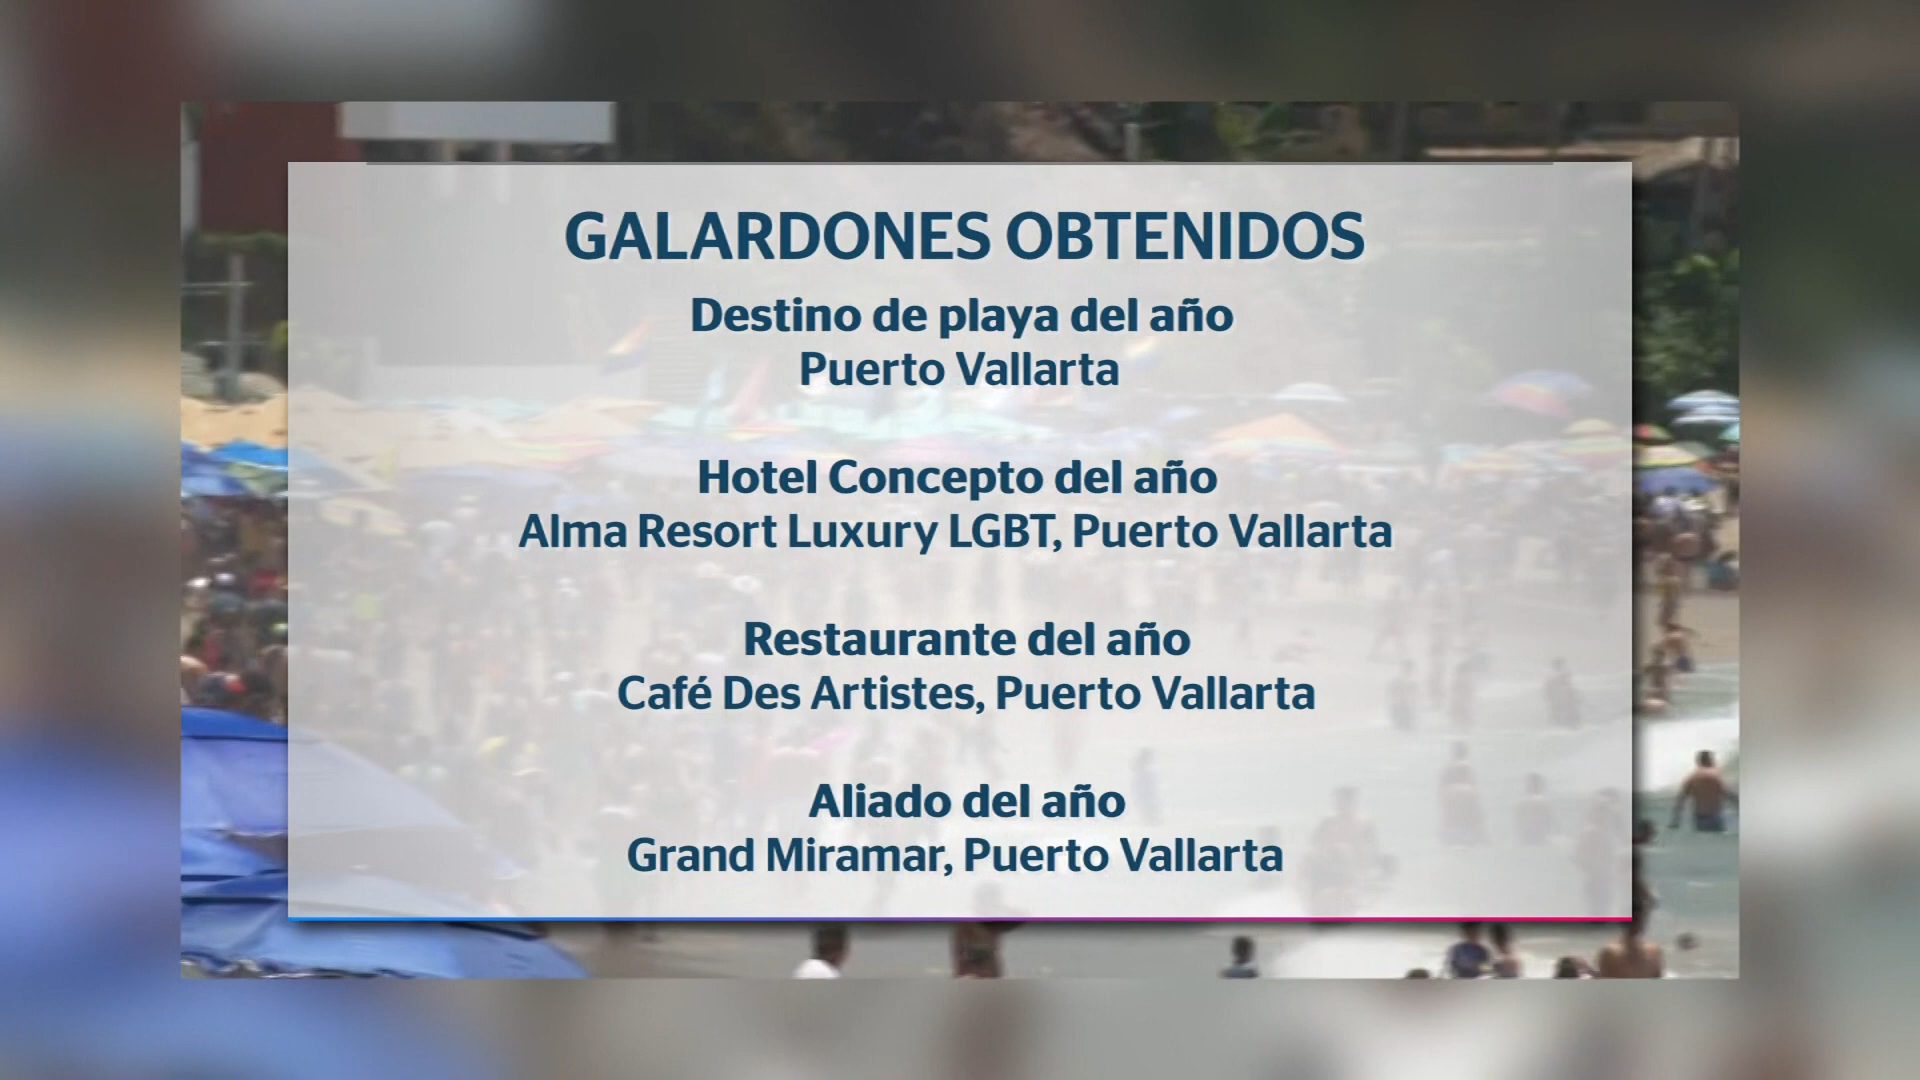 GALARDONES OBTENIDOS
Destino de playa del año
Puerto Vallarta
Hotel Concepto del año
Alma Resort Luxury LGBT, Puerto Vallarta
Restaurante del año
Café Des Artistes, Puerto Vallarta
Aliado del año
Grand Miramar, Puerto Vallarta